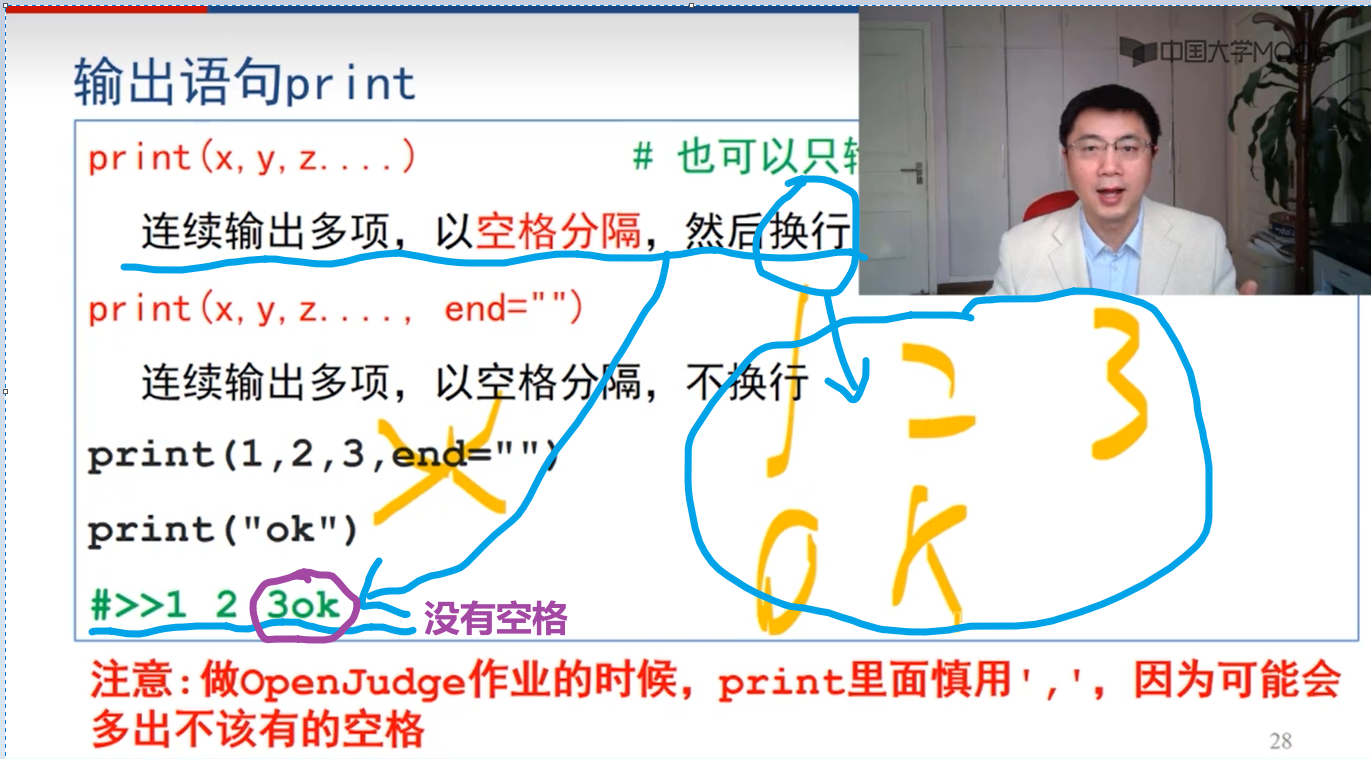 中国大学MOOC
输出语句print
print(x,y,z....) # 也可以只
连续输出多项，以空格分隔，然后换行
print(x,y,z...., end="")
连续输出多项，以空格分隔，不换行
1 2 3
print(1,2,3,end="")
print("ok")
OK
#>>1 2 3ok 没有空格
注意:做OpenJudge作业的时候，print里面慎用','，因为可能会
多出不该有的空格
28